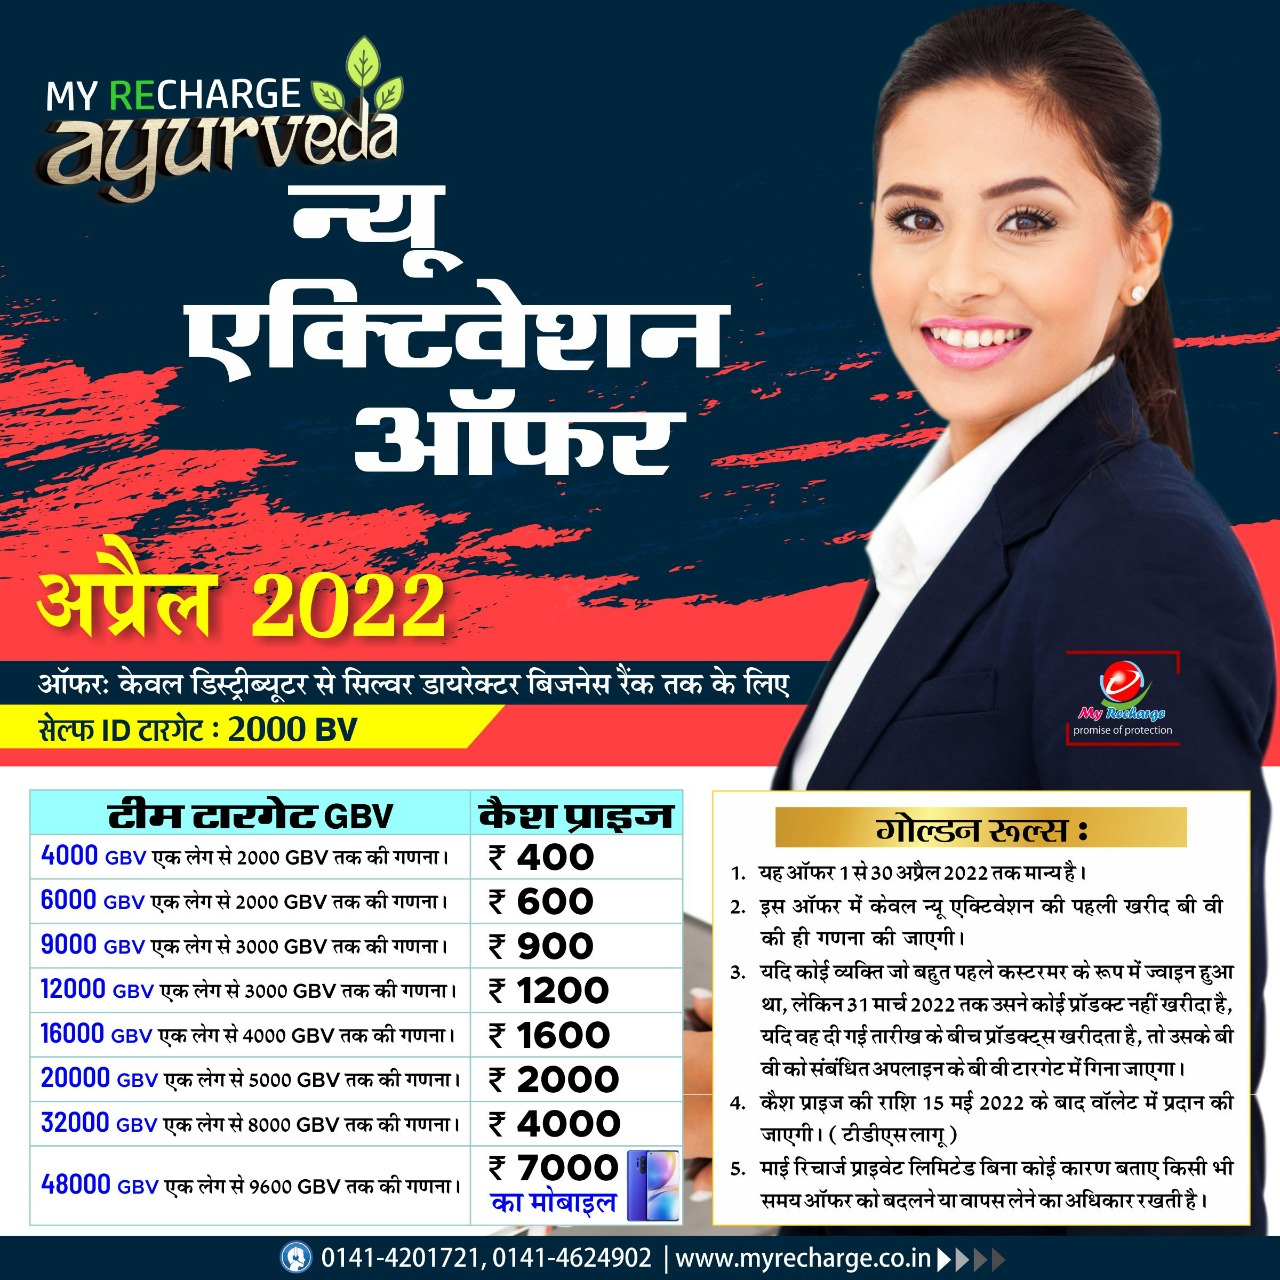 MY RECHARGE
ayurveda
न्यू
एक्टिवेशन
ऑफर
अप्रैल 2022
ऑफर: केवल डिस्ट्रीब्यूटर से सिल्वर डायरेक्टर बिजनेस रैंक तक के लिए
सेल्फ ID टारगेट : 2000 BV
My Recharge
promise of protection
टीम टारगेट GBV कैश प्राइज
4000 GBV एक लेग से 2000 GBV तक की गणना। ₹ 400
6000 GBV एक लेग से 2000 GBV तक की गणना। ₹ 600
9000 GBV एक लेग से 3000 GBV तक की गणना। ₹ 900
12000 GBV एक लेग से 3000 GBV तक की गणना। ₹ 1200
16000 GBV एक लेग से 4000 GBV तक की गणना। ₹ 1600
20000 GBV एक लेग से 5000 GBV तक की गणना। ₹ 2000
32000 GBV एक लेग से 8000 GBV तक की गणना। ₹ 4000
48000 GBV एक लेग से 9600 GBV तक की गणना। ₹ 7000
का मोबाइल
गोल्डन रूल्स :
1. यह ऑफर 1 से 30 अप्रैल 2022 तक मान्य है।
2. इस ऑफर में केवल न्यू एक्टिवेशन की पहली खरीद बी वी
की ही गणना की जाएगी।
3. यदि कोई व्यक्ति जो बहुत पहले कस्टरमर के रूप में ज्वाइन हुआ
था, लेकिन 31 मार्च 2022 तक उसने कोई प्रॉडक्ट नहीं खरीदा है,
यदि वह दी गई तारीख के बीच प्रॉडक्ट्स खरीदता है, तो उसके बी
वी को संबंधित अपलाइन के बी वी टारगेट में गिना जाएगा।
4. कैश प्राइज की राशि 15 मई 2022 के बाद वॉलेट में प्रदान की
जाएगी। ( टीडीएस लागू )
5. माई रिचार्ज प्राइवेट लिमिटेड बिना कोई कारण बताए किसी भी
समय ऑफर को बदलने या वापस लेने का अधिकार रखती है।
0141-4201721, 0141-4624902 | www.myrecharge.co.in